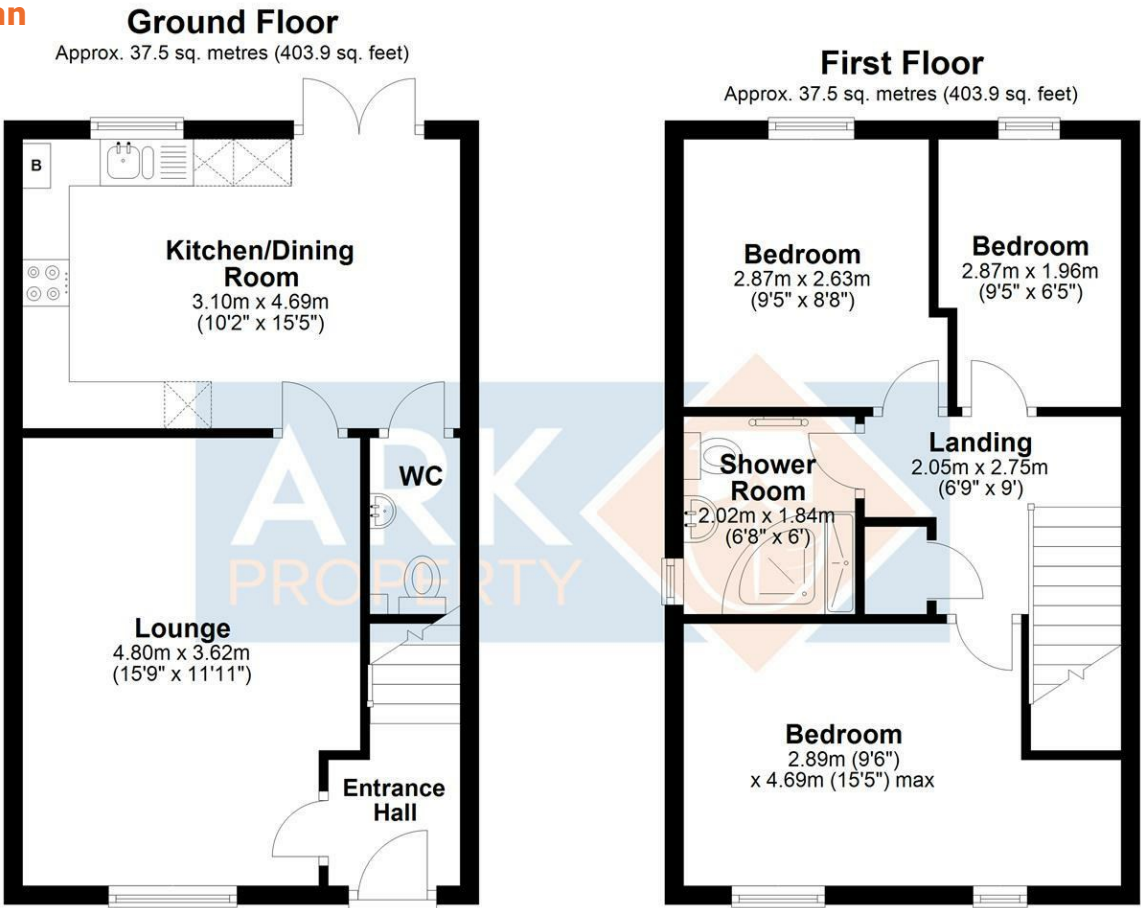 nn
Ground Floor
Approx. 37.5 sq. metres (403.9 sq. feet)
B
Kitchen/Dining
Room
3.10m x 4.69m
(10'2" x 15'5")
WC
Lounge
4.80m x 3.62m
(15'9" x 11'11")
Entrance
Hall
First Floor
Approx. 37.5 sq. metres (403.9 sq. feet)
Bedroom
2.87m x 2.63m
(9'5" x 8'8")
Bedroom
2.87m x 1.96m
(9'5" x 6'5")
Landing
2.05m x 2.75m
(6'9" x 9')
Shower
Room
2.02m x 1.84m
(6'8" x 6')
Bedroom
2.89m (9'6")
x 4.69m (15'5") max
ARK
PROPERTY